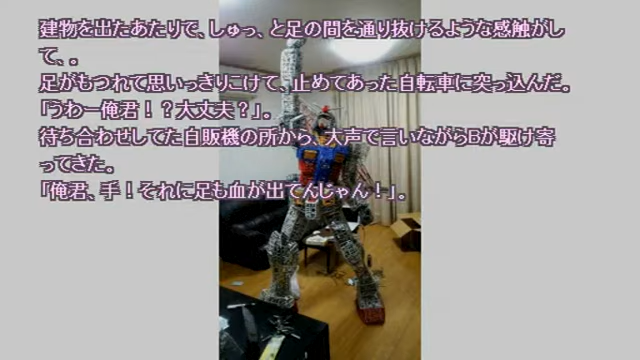 建物を出たあたりで、しゅっ、と足の間を通り抜けるような感触がし
て、。
足がもつれて思いっきりこけて、止めてあった自転車に突っ込んだ。
「うわー俺君！？大丈夫？」。
待ち合わせしてた自販機の所から、大声で言いながらBが駆け寄
ってきた。
「俺君、手！それに足も血が出てんじゃん！」。